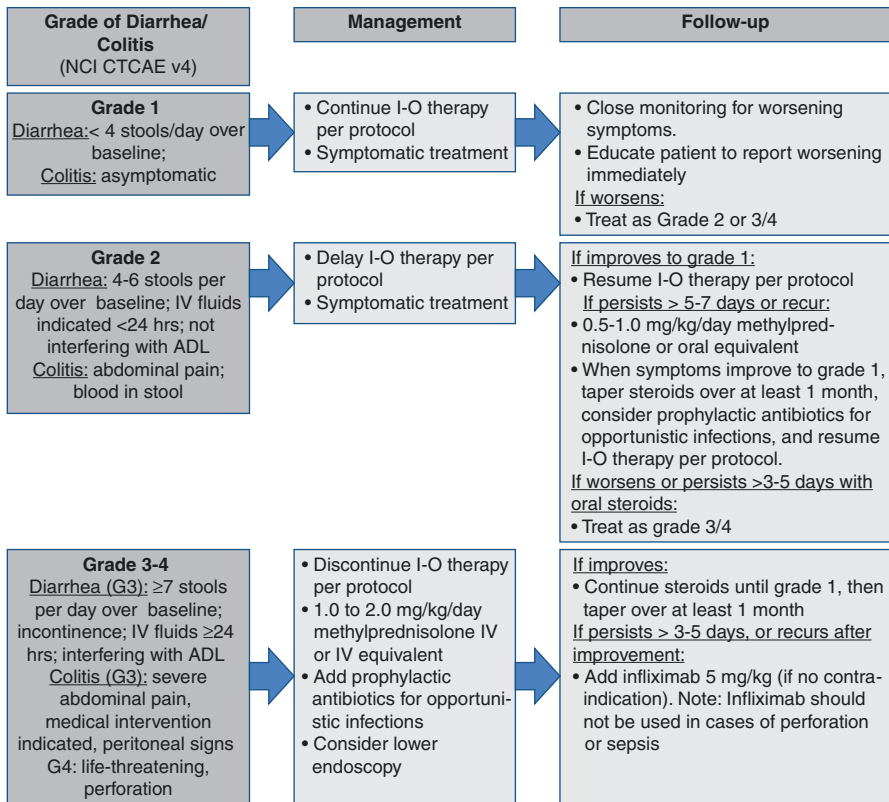 Grade of Diarrhea/
Colitis
(NCI CTCAE v4)
Management
Follow-up
Grade 1
Diarrhea:< 4 stools/day over
baseline;
Colitis: asymptomatic
• Continue I-O therapy
per protocol
• Symptomatic treatment
• Close monitoring for worsening
symptoms.
• Educate patient to report worsening
immediately
If worsens:
• Treat as Grade 2 or 3/4
Grade 2
Diarrhea: 4-6 stools per
day over baseline; IV fluids
indicated <24 hrs; not
interfering with ADL
Colitis: abdominal pain;
blood in stool
• Delay I-O therapy per
protocol
• Symptomatic treatment
If improves to grade 1:
• Resume I-O therapy per protocol
If persists > 5-7 days or recur:
• 0.5-1.0 mg/kg/day methylpred-
nisolone or oral equivalent
• When symptoms improve to grade 1,
taper steroids over at least 1 month,
consider prophylactic antibiotics for
opportunistic infections, and resume
I-O therapy per protocol.
If worsens or persists >3-5 days with
oral steroids:
• Treat as grade 3/4
Grade 3-4
Diarrhea (G3): ≥7 stools
per day over baseline;
incontinence; IV fluids ≥24
hrs; interfering with ADL
Colitis (G3): severe
abdominal pain,
medical intervention
indicated, peritoneal signs
G4: life-threatening,
perforation
• Discontinue I-O therapy
per protocol
• 1.0 to 2.0 mg/kg/day
methylprednisolone IV
or IV equivalent
• Add prophylactic
antibiotics for opportuni-
stic infections
• Consider lower
endoscopy
If improves:
• Continue steroids until grade 1, then
taper over at least 1 month
If persists > 3-5 days, or recurs after
improvement:
• Add infliximab 5 mg/kg (if no contra-
indication). Note: Infliximab should
not be used in cases of perforation
or sepsis